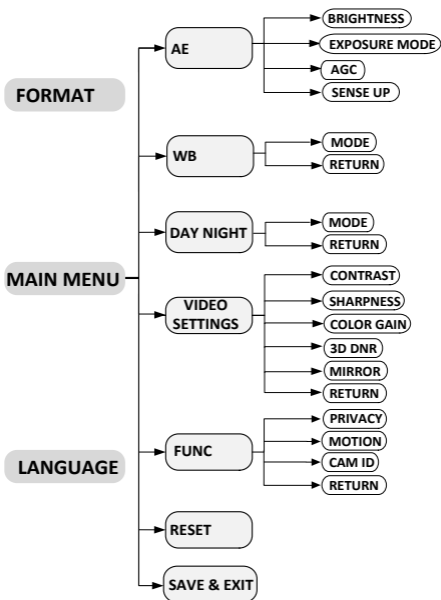 FORMAT
MAIN MENU
LANGUAGE
AE
BRIGHTNESS
EXPOSURE MODE
AGC
SENSE UP
WB
MODE
RETURN
DAY NIGHT
MODE
RETURN
VIDEO
SETTINGS
CONTRAST
SHARPNESS
COLOR GAIN
3D DNR
MIRROR
RETURN
FUNC
PRIVACY
MOTION
CAM ID
RETURN
RESET
SAVE & EXIT